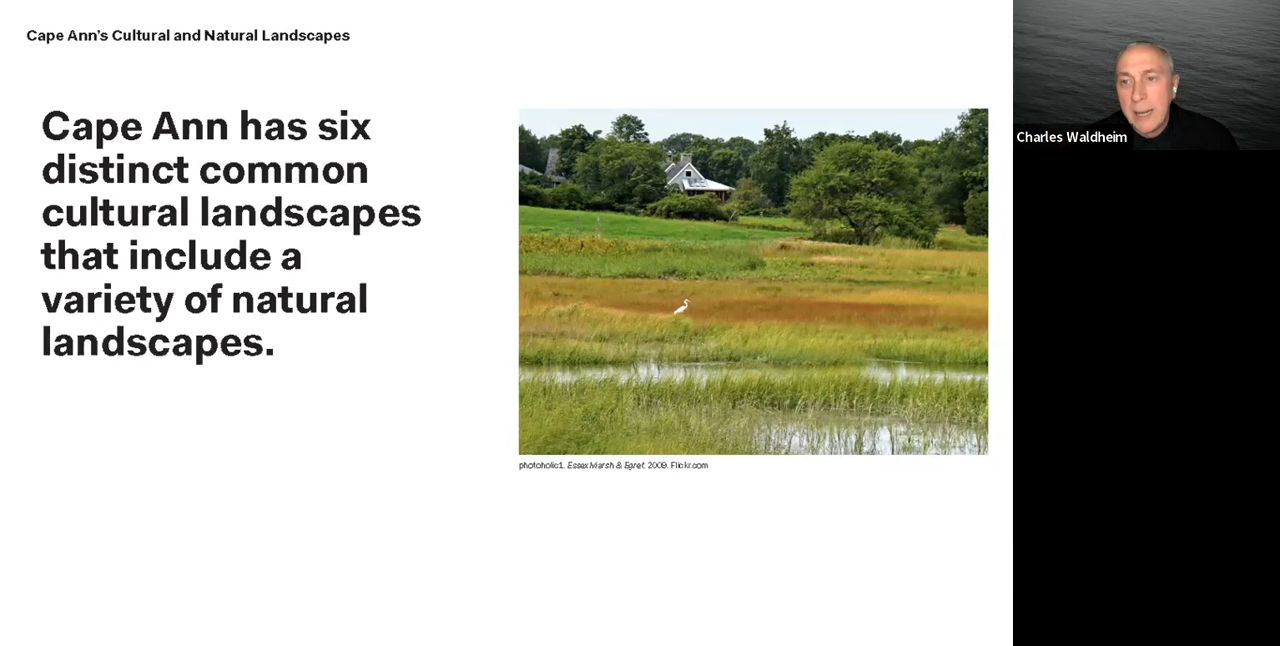 Cape Ann's Cultural and Natural Landscapes
Cape Ann has six
distinct common
cultural landscapes
that include a
variety of natural
landscapes.
photoholic1. Essex Marsh & Egret. 2009. Flickr.com
Charles Waldheim